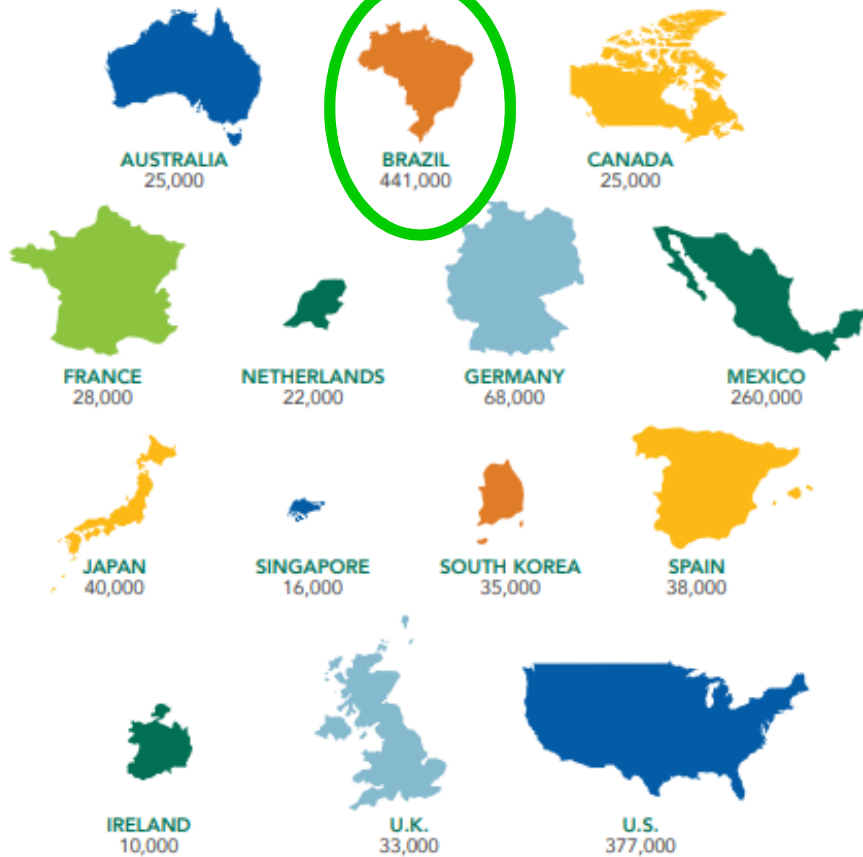 AUSTRALIA
25,000
BRAZIL
441,000
CANADA
25,000
FRANCE
28,000
NETHERLANDS
22,000
GERMANY
68,000
MEXICO
260,000
JAPAN
40,000
SINGAPORE
16,000
SOUTH KOREA
35,000
SPAIN
38,000
IRELAND
10,000
U.K.
33,000
U.S.
377,000